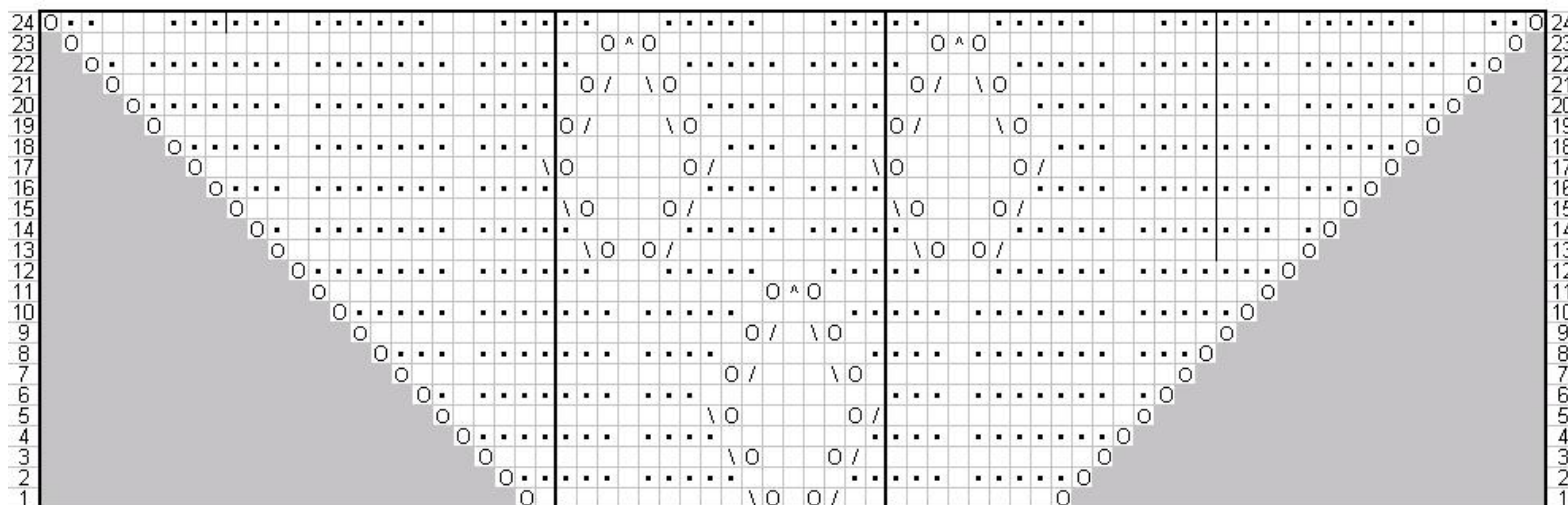 24 O O
23 O O ^ O O ^ O O
22 O O
21 O O / \ O O / \ O O
20 O O
19 O O / \ O O / \ O O
18 O O
17 O \ O O / \ O O / O
16 O O
15 O \ O O / \ O O / O
14 O O
13 O \ O O / \ O O / O
12 O O
11 O O ^ O O
10 O O
9 O O / \ O O
8 O O
7 O O / \ O O
6 O O
5 O \ O O / O
4 O O
3 O \ O O / O
2 O O
1 O \ O O / O